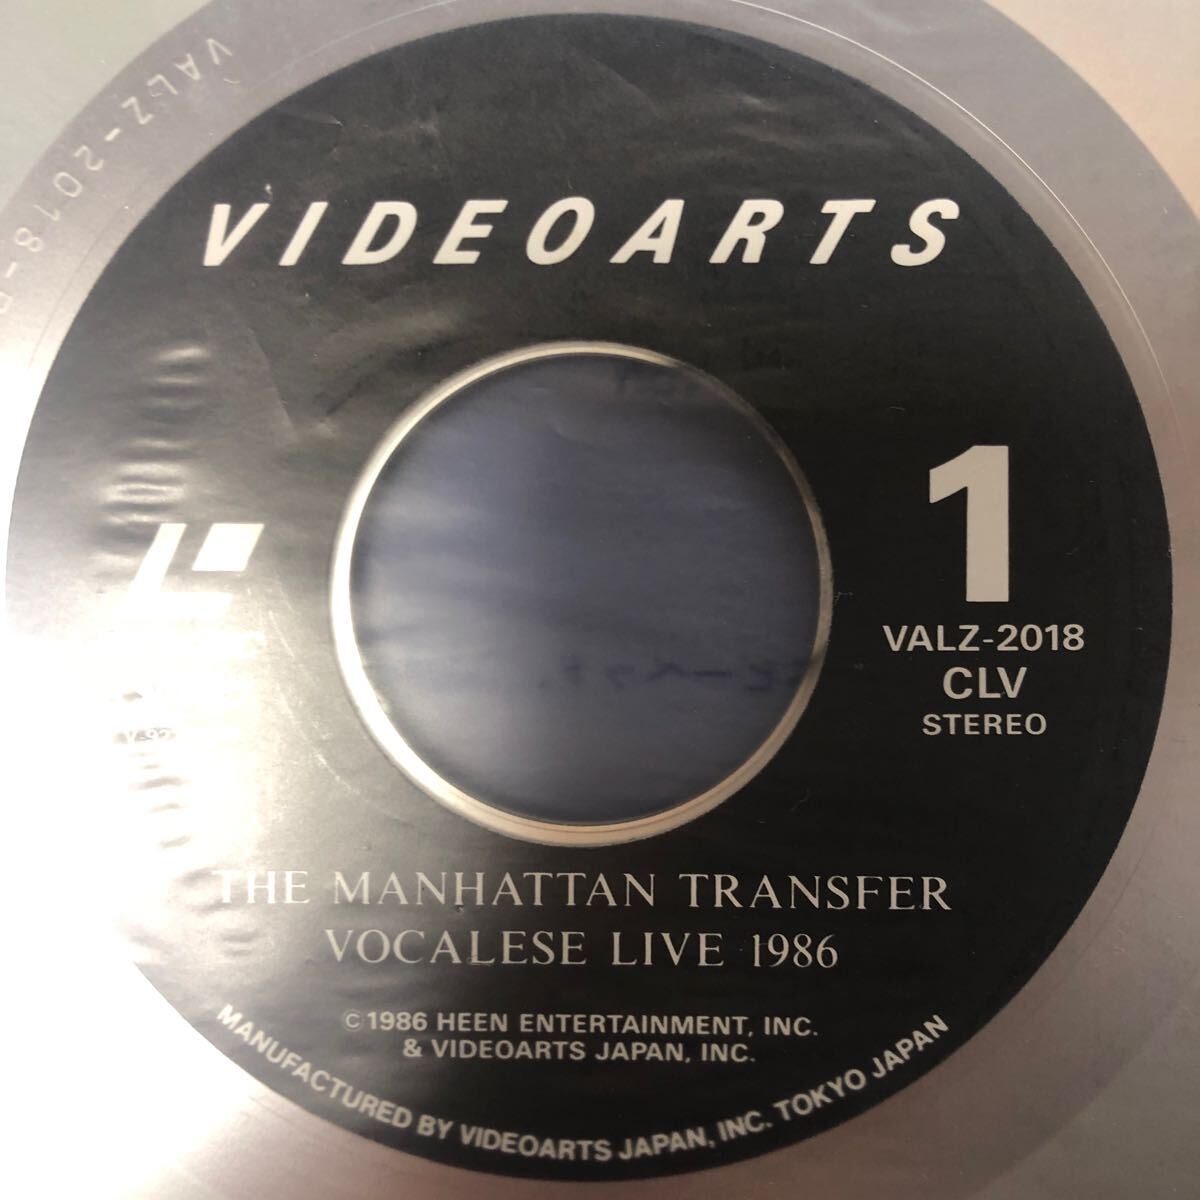 VALZ-2018-
VIDEOARTS
1
VALZ-2018
CLV
STEREO
THE MANHATTAN TRANSFER
VOCALESE LIVE 1986
©1986 HEEN ENTERTAINMENT, INC.
& VIDEOARTS JAPAN, INC.
MANUFACTURED BY VIDEOARTS JAPAN, INC. TOKYO JAPAN